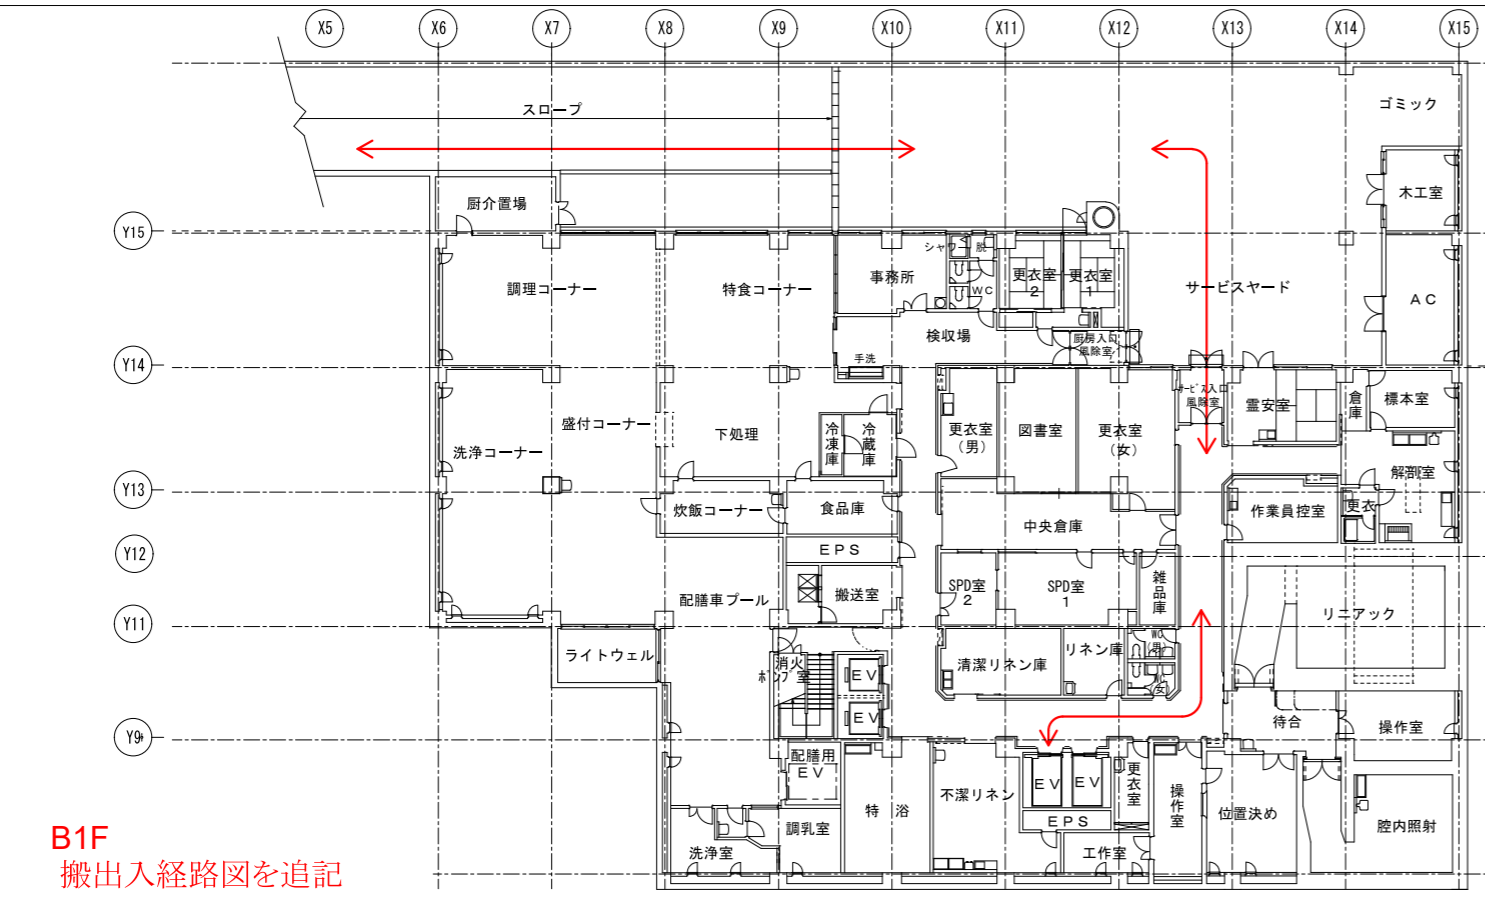 X5 X6 X7 X8 X9 X10 X11 X12 X13 X14 X15
スロープ
ゴミック
木工室
厨介置場
Y15
シャワー 脱
事務所
WC
更衣室
2
更衣室
1
調理コーナー
特食コーナー
サービスヤード
AC
検収場
厨房入口
風除室
手洗
Y14
サービス入口
風除室
霊安室
倉庫
標本室
盛付コーナー
下処理
冷凍庫
冷蔵庫
更衣室
(男)
図書室
更衣室
(女)
洗浄コーナー
解剖室
Y13
炊飯コーナー
食品庫
中央倉庫
作業員控室
更衣
Y12
EPS
配膳車プール
搬送室
SPD室
2
SPD室
1
雑品庫
リニアック
Y11
ライトウェル
消火
ポンプ室
EV
EV
清潔リネン庫
リネン庫
WC
(男)
(女)
待合
操作室
Y9
配膳用
EV
特浴
不潔リネン
EV
EV
更衣室
操作室
位置決め
腔内照射
EPS
調乳室
洗浄室
工作室
B1F
搬出入経路図を追記